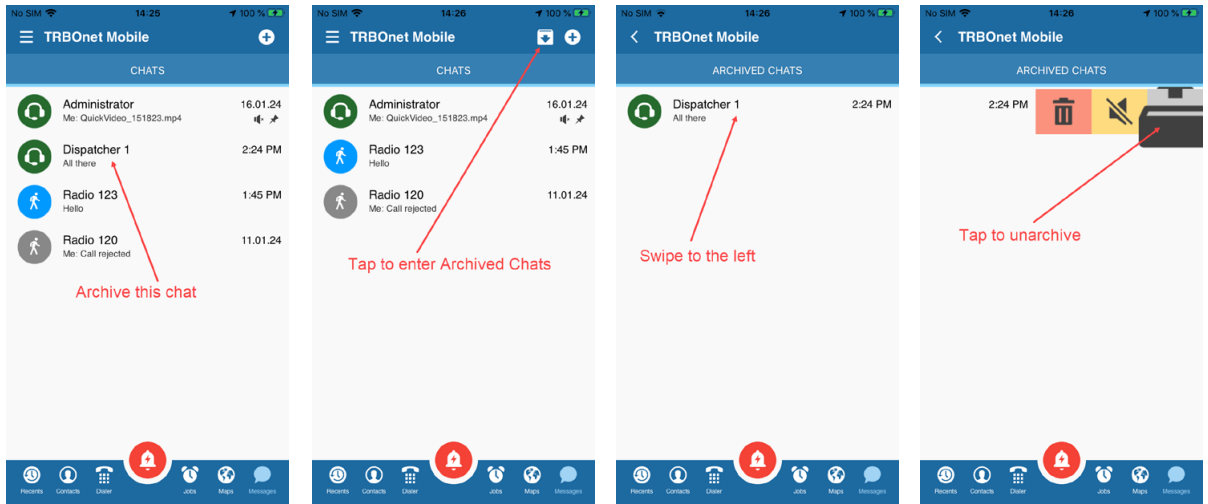 No SIM 14:25 100 %
TRBOnet Mobile
CHATS
Administrator 16.01.24
Me: QuickVideo_151823.mp4
Dispatcher 1 2:24 PM
All there
Radio 123 1:45 PM
Hello
Radio 120 11.01.24
Me: Call rejected
Archive this chat
Recents Contacts Dialer Jobs Maps Messages
No SIM 14:26 100 %
TRBOnet Mobile
CHATS
Administrator 16.01.24
Me: QuickVideo_151823.mp4
Radio 123 1:45 PM
Hello
Radio 120 11.01.24
Me: Call rejected
Tap to enter Archived Chats
Recents Contacts Dialer Jobs Maps Messages
No SIM 14:26 100 %
TRBOnet Mobile
ARCHIVED CHATS
Dispatcher 1 2:24 PM
All there
Swipe to the left
Recents Contacts Dialer Jobs Maps Messages
No SIM 14:26 100 %
TRBOnet Mobile
ARCHIVED CHATS
2:24 PM
Tap to unarchive
Recents Contacts Dialer Jobs Maps Messages